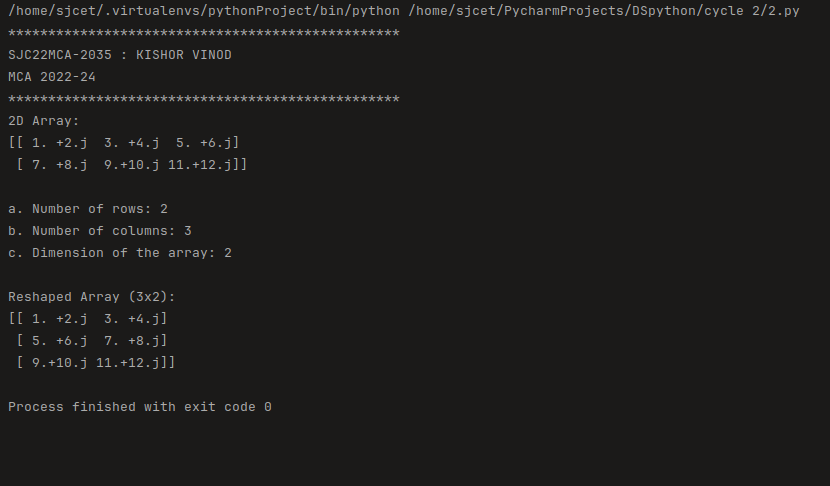 /home/sjcet/.virtualenvs/pythonProject/bin/python /home/sjcet/PycharmProjects/DSpython/cycle 2/2.py
*************************************************
SJC22MCA-2035 : KISHOR VINOD
MCA 2022-24
*************************************************
2D Array:
[[ 1. +2.j  3. +4.j  5. +6.j]
 [ 7. +8.j  9.+10.j 11.+12.j]]
a. Number of rows: 2
b. Number of columns: 3
c. Dimension of the array: 2
Reshaped Array (3x2):
[[ 1. +2.j  3. +4.j]
 [ 5. +6.j  7. +8.j]
 [ 9.+10.j 11.+12.j]]
Process finished with exit code 0